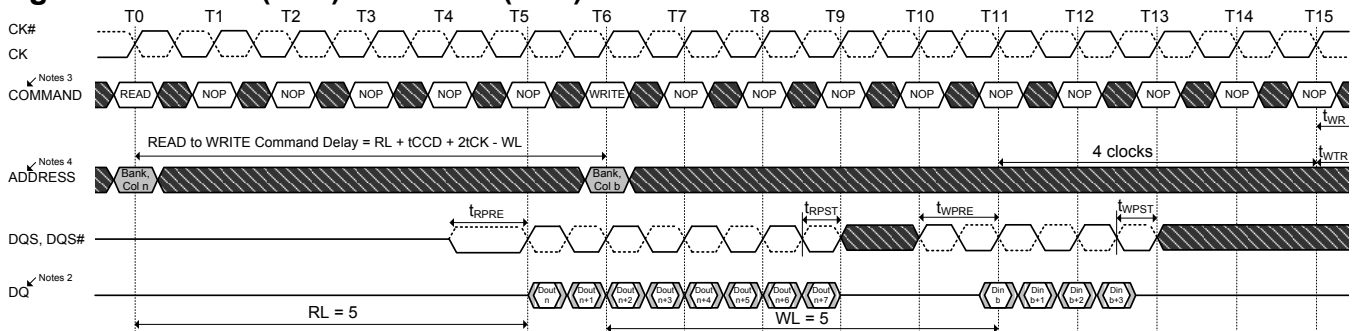 T0 T1 T2 T3 T4 T5 T6 T7 T8 T9 T10 T11 T12 T13 T14 T15
CK#
CK
Notes 3
COMMAND READ NOP NOP NOP NOP NOP WRITE NOP NOP NOP NOP NOP NOP NOP NOP NOP
tWR
READ to WRITE Command Delay = RL + tCCD + 2tCK - WL
4 clocks
tWTR
Notes 4
ADDRESS
Bank, Col n
Bank, Col b
tRPRE tRPST tWPRE tWPST
DQS, DQS#
Notes 2
DQ
Dout n
Dout n+1
Dout n+2
Dout n+3
Dout n+4
Dout n+5
Dout n+6
Dout n+7
Din b
Din b+1
Din b+2
Din b+3
RL = 5
WL = 5